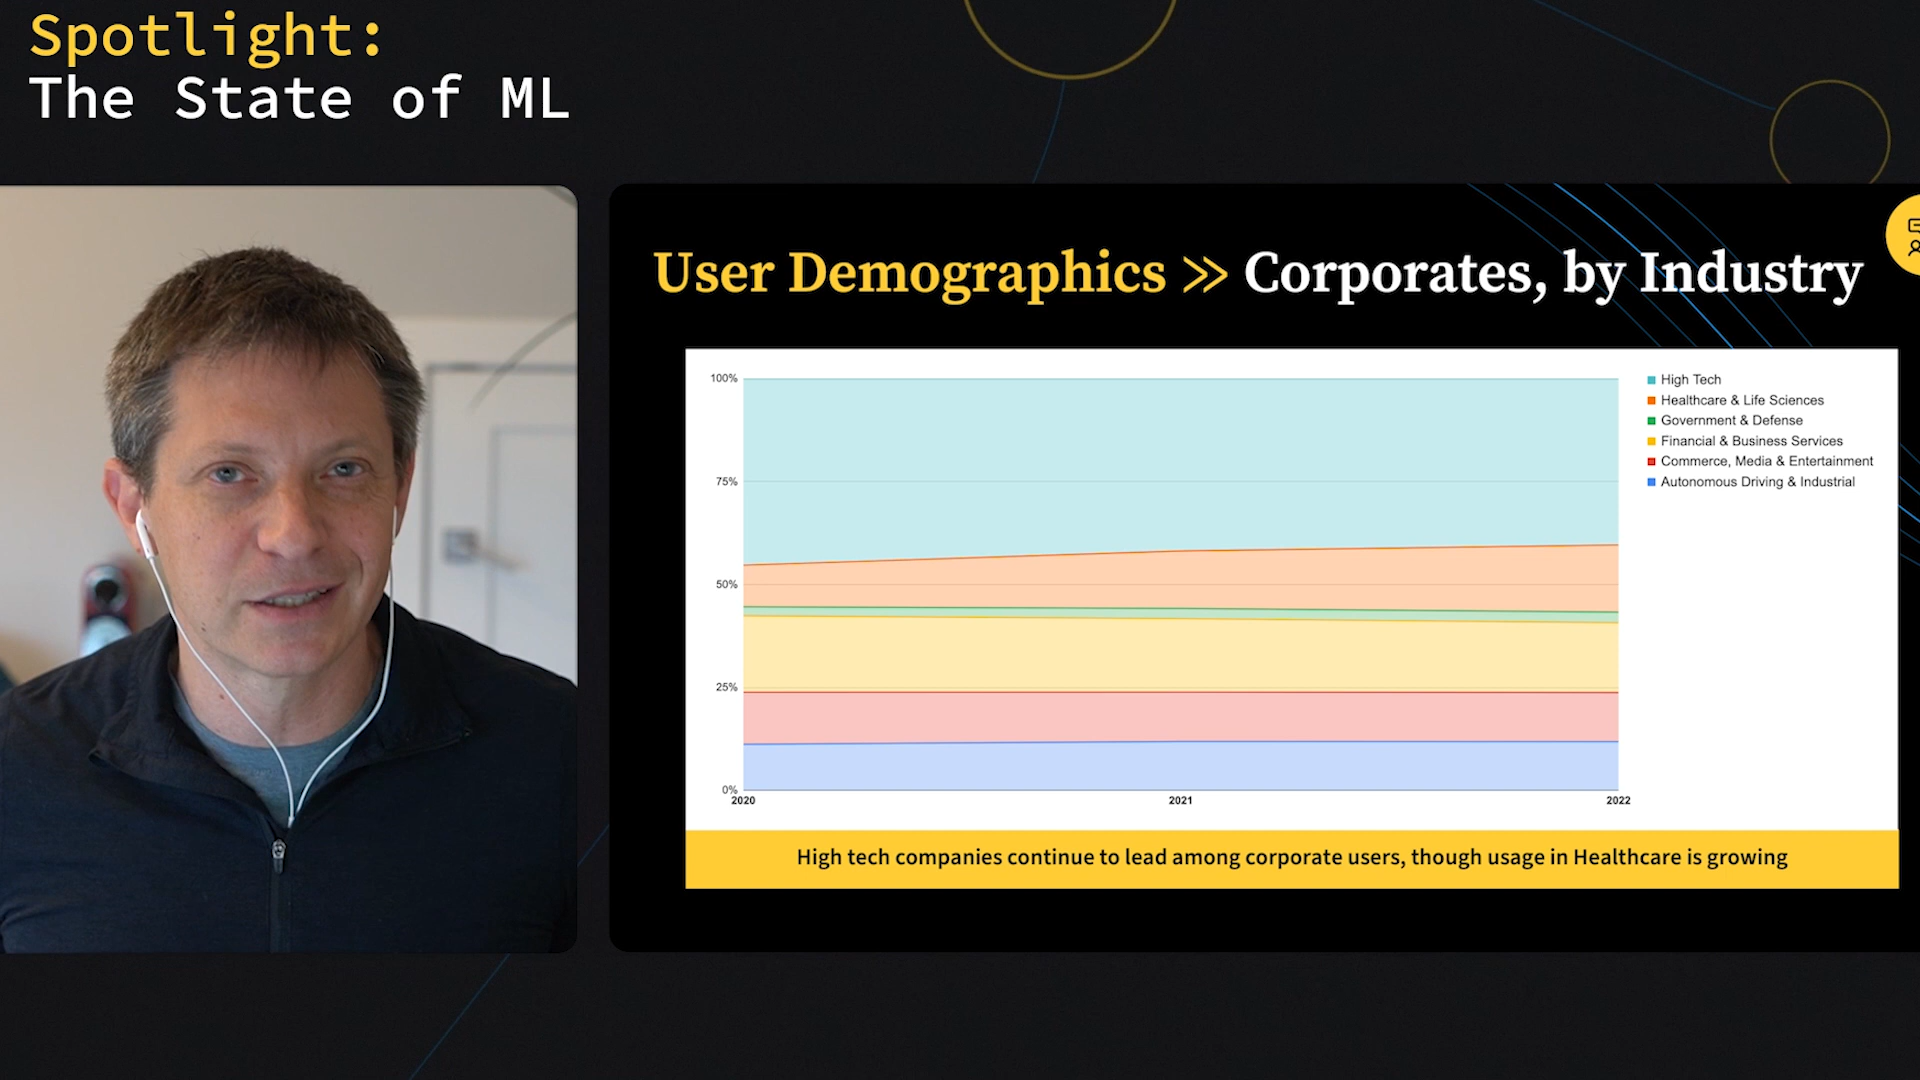 Spotlight:
The State of ML
User Demographics >> Corporates, by Industry
100%
75%
50%
25%
0%
2020
2021
2022
High Tech
Healthcare & Life Sciences
Government & Defense
Financial & Business Services
Commerce, Media & Entertainment
Autonomous Driving & Industrial
High tech companies continue to lead among corporate users, though usage in Healthcare is growing